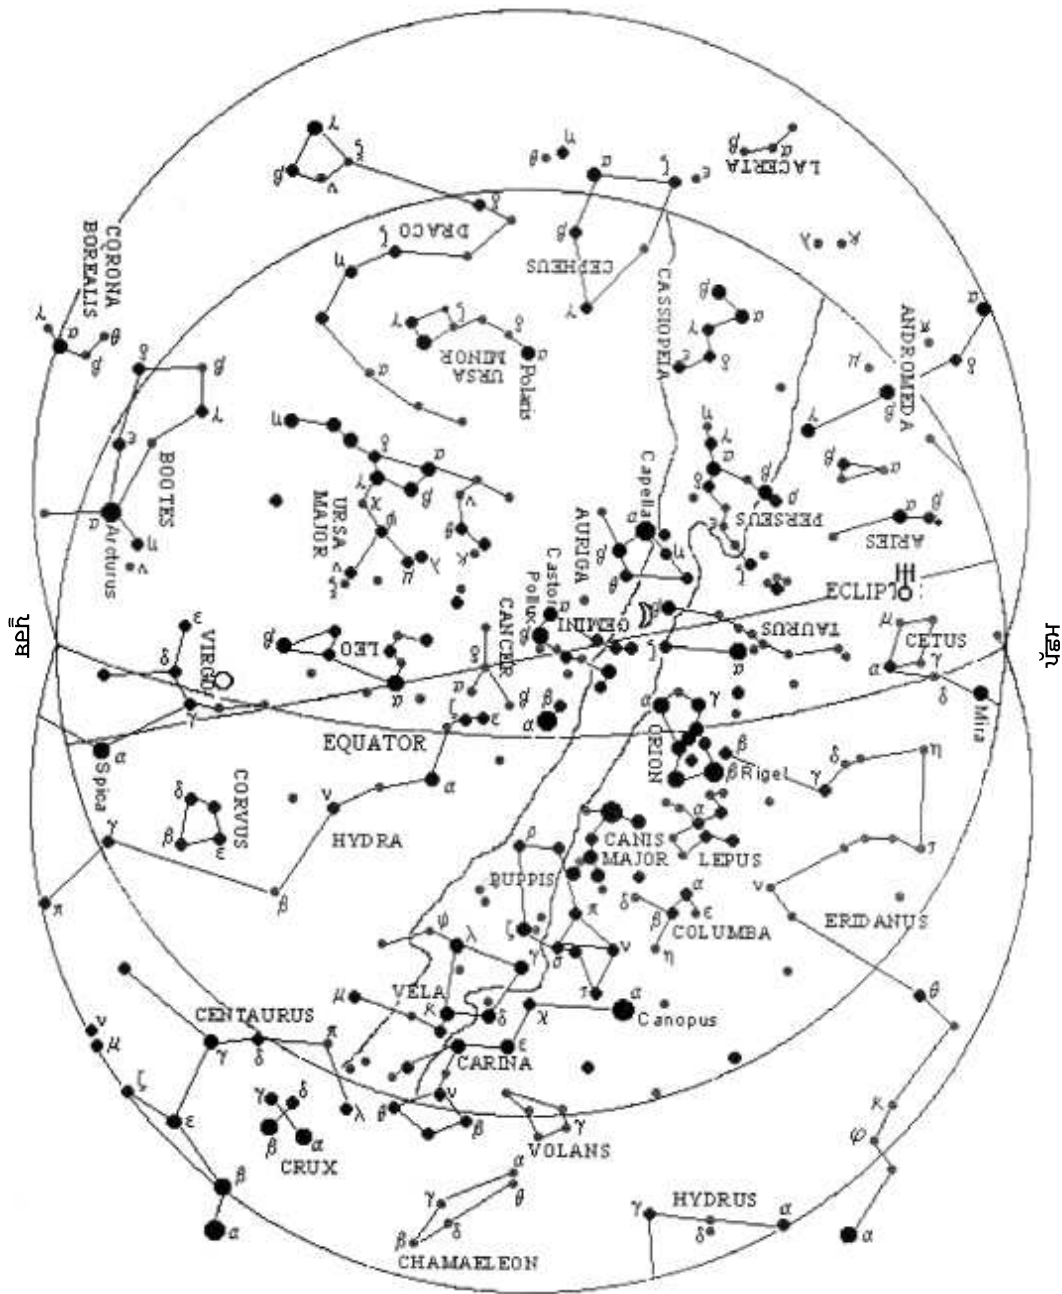 γ
ξ
β
ν
δ
ζ
η
DRACO
α
η
θ
α
ζ
ε
β
γ
CEPHEUS
β
α
LACERTA
λ
κ
CORONA
BOREALIS
γ
α
β
θ
δ
β
γ
ε
α
η
ν
BOOTES
Arcturus
γ
ζ
δ
α
URSA
MINOR
Polaris
CASSIOPEIA
β
α
γ
δ
ε
ANDROMEDA
α
π
δ
μ
β
γ
η
δ
α
γ
β
χ
ψ
ν
ξ
μ
λ
ν
θ
κ
URSA
MAJOR
Capella
α
β
η
θ
AURIGA
η
γ
α
δ
β
ρ
ε
ζ
PERSEUS
β
α
α
β
ARIES
Castor
Pollux
α
β
GEMINI
ECLIP
β
ζ
α
TAURUS
μ
α
γ
δ
CETUS
Mira
ε
δ
γ
VIRGO
α
Spica
β
LEO
α
CANCER
δ
α
β
EQUATOR
β
α
ζ
ε
α
ν
β
γ
π
HYDRA
α
γ
ORION
β Rigel
β
γ
δ
η
τ
ν
θ
κ
φ
α
ERIDANUS
CORVUS
δ
β
ε
CANIS
MAJOR
α
LEPUS
PUPPIS
ρ
π
ζ
σ
ν
τ
α
δ
β
ε
η
COLUMBA
ψ
λ
γ
μ
κ
δ
VELA
α
Canopus
χ
ε
CARINA
ν
θ
β
CENTAURUS
ν
μ
ζ
ε
γ
δ
π
λ
β
α
γ
δ
β
α
CRUX
γ
VOLANS
α
θ
γ
δ
β
CHAMAELEON
γ
δ
α
HYDRUS